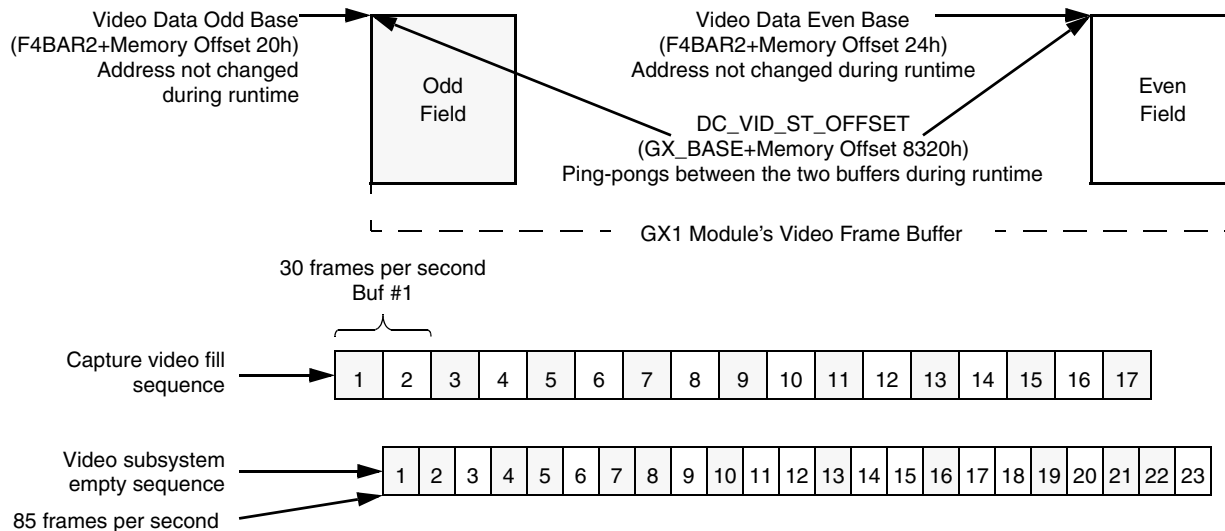 Video Data Odd Base
(F4BAR2+Memory Offset 20h)
Address not changed
during runtime
Odd
Field
Video Data Even Base
(F4BAR2+Memory Offset 24h)
Address not changed during runtime
Even
Field
DC_VID_ST_OFFSET
(GX_BASE+Memory Offset 8320h)
Ping-pongs between the two buffers during runtime
GX1 Module's Video Frame Buffer
30 frames per second
Buf #1
Capture video fill
sequence
1 2 3 4 5 6 7 8 9 10 11 12 13 14 15 16 17
Video subsystem
empty sequence
1 2 3 4 5 6 7 8 9 10 11 12 13 14 15 16 17 18 19 20 21 22 23
85 frames per second